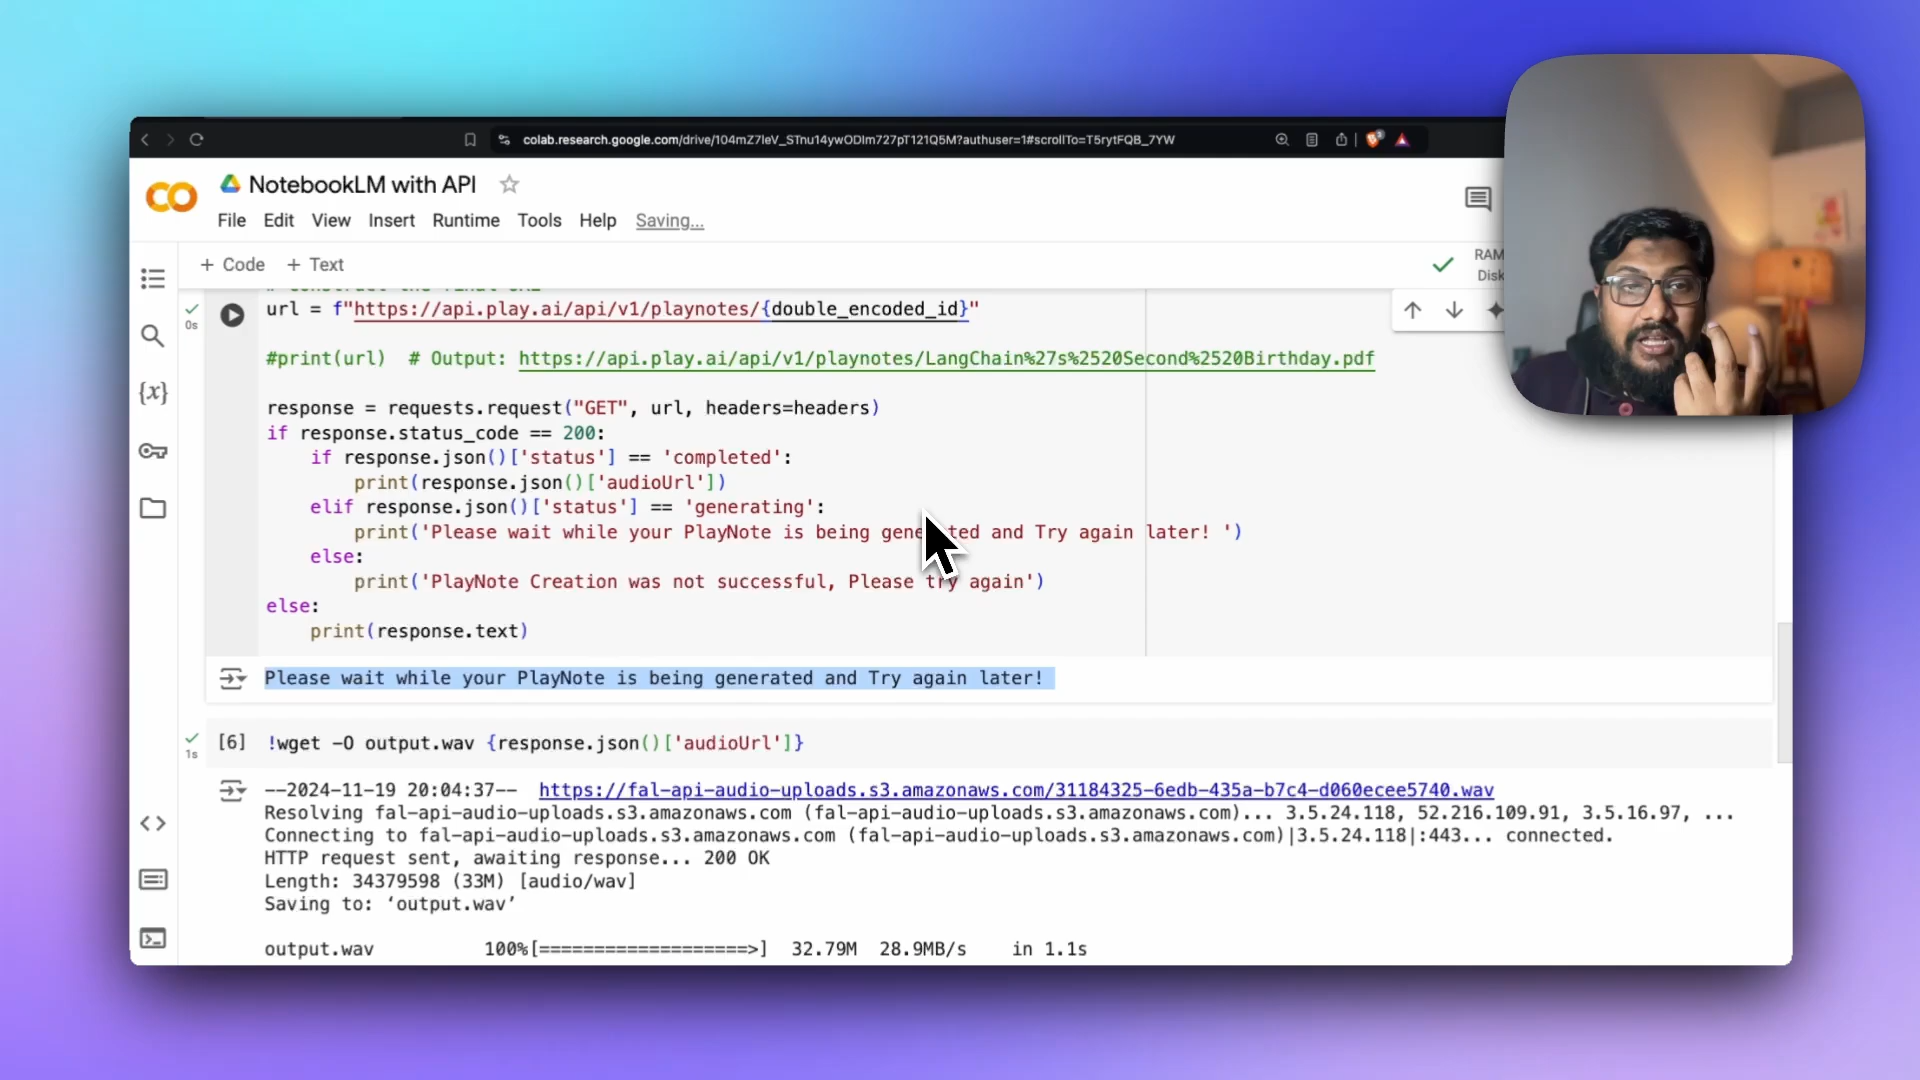 colab.research.google.com/drive/104mZ7leV_STnu14ywODlm727pT121Q5M?authuser=1#scrollTo=T5rytFQB_7YW
CO NotebookLM with API
File Edit View Insert Runtime Tools Help Saving...
+ Code + Text
RAM
Disk
0s
url = f"https://api.play.ai/api/v1/playnotes/{double_encoded_id}"
#print(url)  # Output: https://api.play.ai/api/v1/playnotes/LangChain%27s%2520Second%2520Birthday.pdf
response = requests.request("GET", url, headers=headers)
if response.status_code == 200:
    if response.json()['status'] == 'completed':
        print(response.json()['audioUrl'])
    elif response.json()['status'] == 'generating':
        print('Please wait while your PlayNote is being generated and Try again later! ')
    else:
        print('PlayNote Creation was not successful, Please try again')
else:
    print(response.text)
Please wait while your PlayNote is being generated and Try again later!
1s
[6] !wget -O output.wav {response.json()['audioUrl']}
--2024-11-19 20:04:37--  https://fal-api-audio-uploads.s3.amazonaws.com/31184325-6edb-435a-b7c4-d060ecee5740.wav
Resolving fal-api-audio-uploads.s3.amazonaws.com (fal-api-audio-uploads.s3.amazonaws.com)... 3.5.24.118, 52.216.109.91, 3.5.16.97, ...
Connecting to fal-api-audio-uploads.s3.amazonaws.com (fal-api-audio-uploads.s3.amazonaws.com)|3.5.24.118|:443... connected.
HTTP request sent, awaiting response... 200 OK
Length: 34379598 (33M) [audio/wav]
Saving to: ‘output.wav’
output.wav          100%[===================>]  32.79M  28.9MB/s    in 1.1s